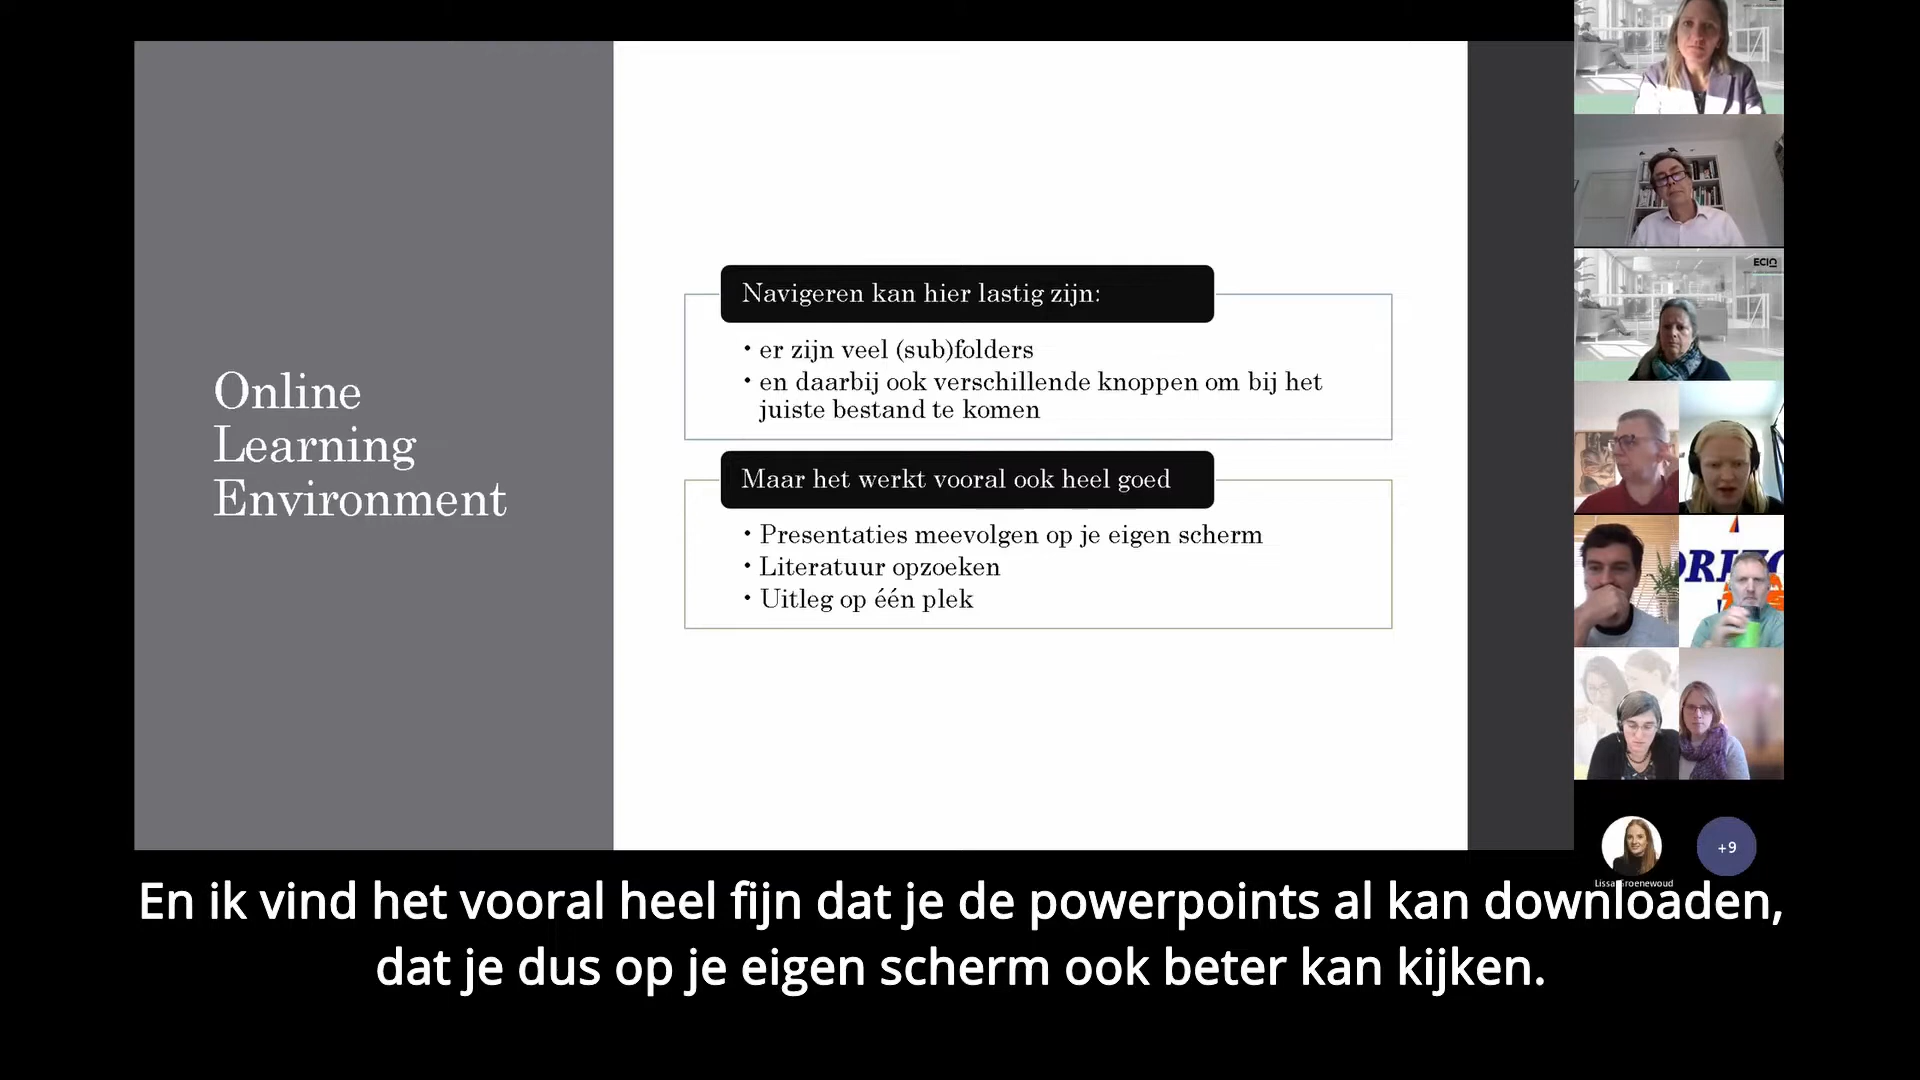 Online
Learning
Environment
Navigeren kan hier lastig zijn:
• er zijn veel (sub)folders
• en daarbij ook verschillende knoppen om bij het
juiste bestand te komen
Maar het werkt vooral ook heel goed
• Presentaties meevolgen op je eigen scherm
• Literatuur opzoeken
• Uitleg op één plek
ECIO
+9
Lissa Groenewoud
En ik vind het vooral heel fijn dat je de powerpoints al kan downloaden,
dat je dus op je eigen scherm ook beter kan kijken.